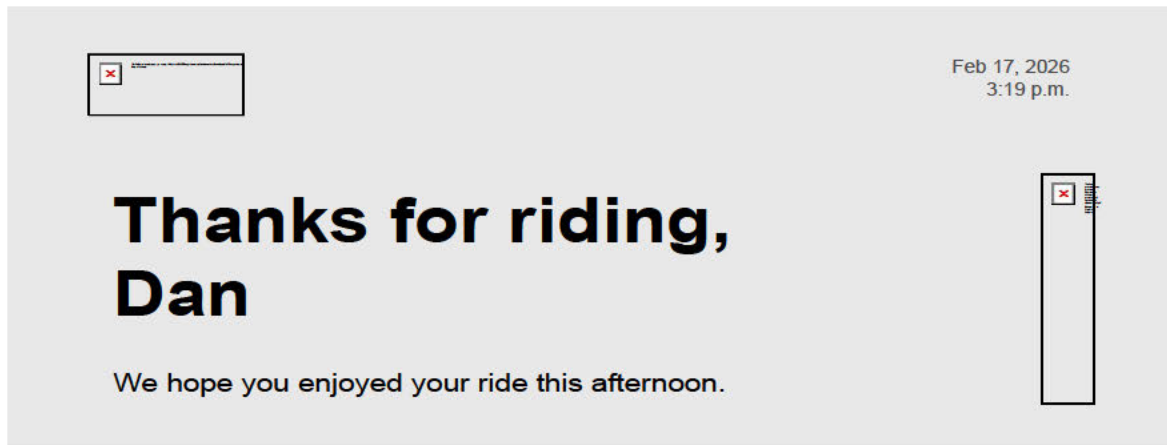 Feb 17, 2026
3:19 p.m.
Thanks for riding,
Dan
We hope you enjoyed your ride this afternoon.